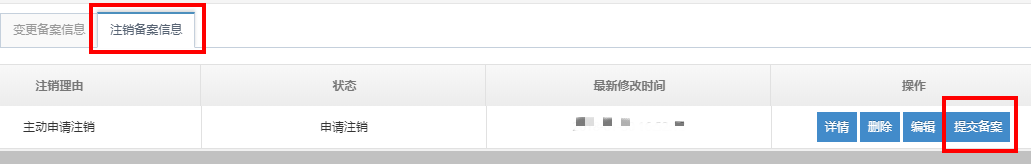 变更备案信息 注销备案信息
注销理由 状态 最新修改时间 操作
主动申请注销 申请注销 详情 删除 编辑 提交备案